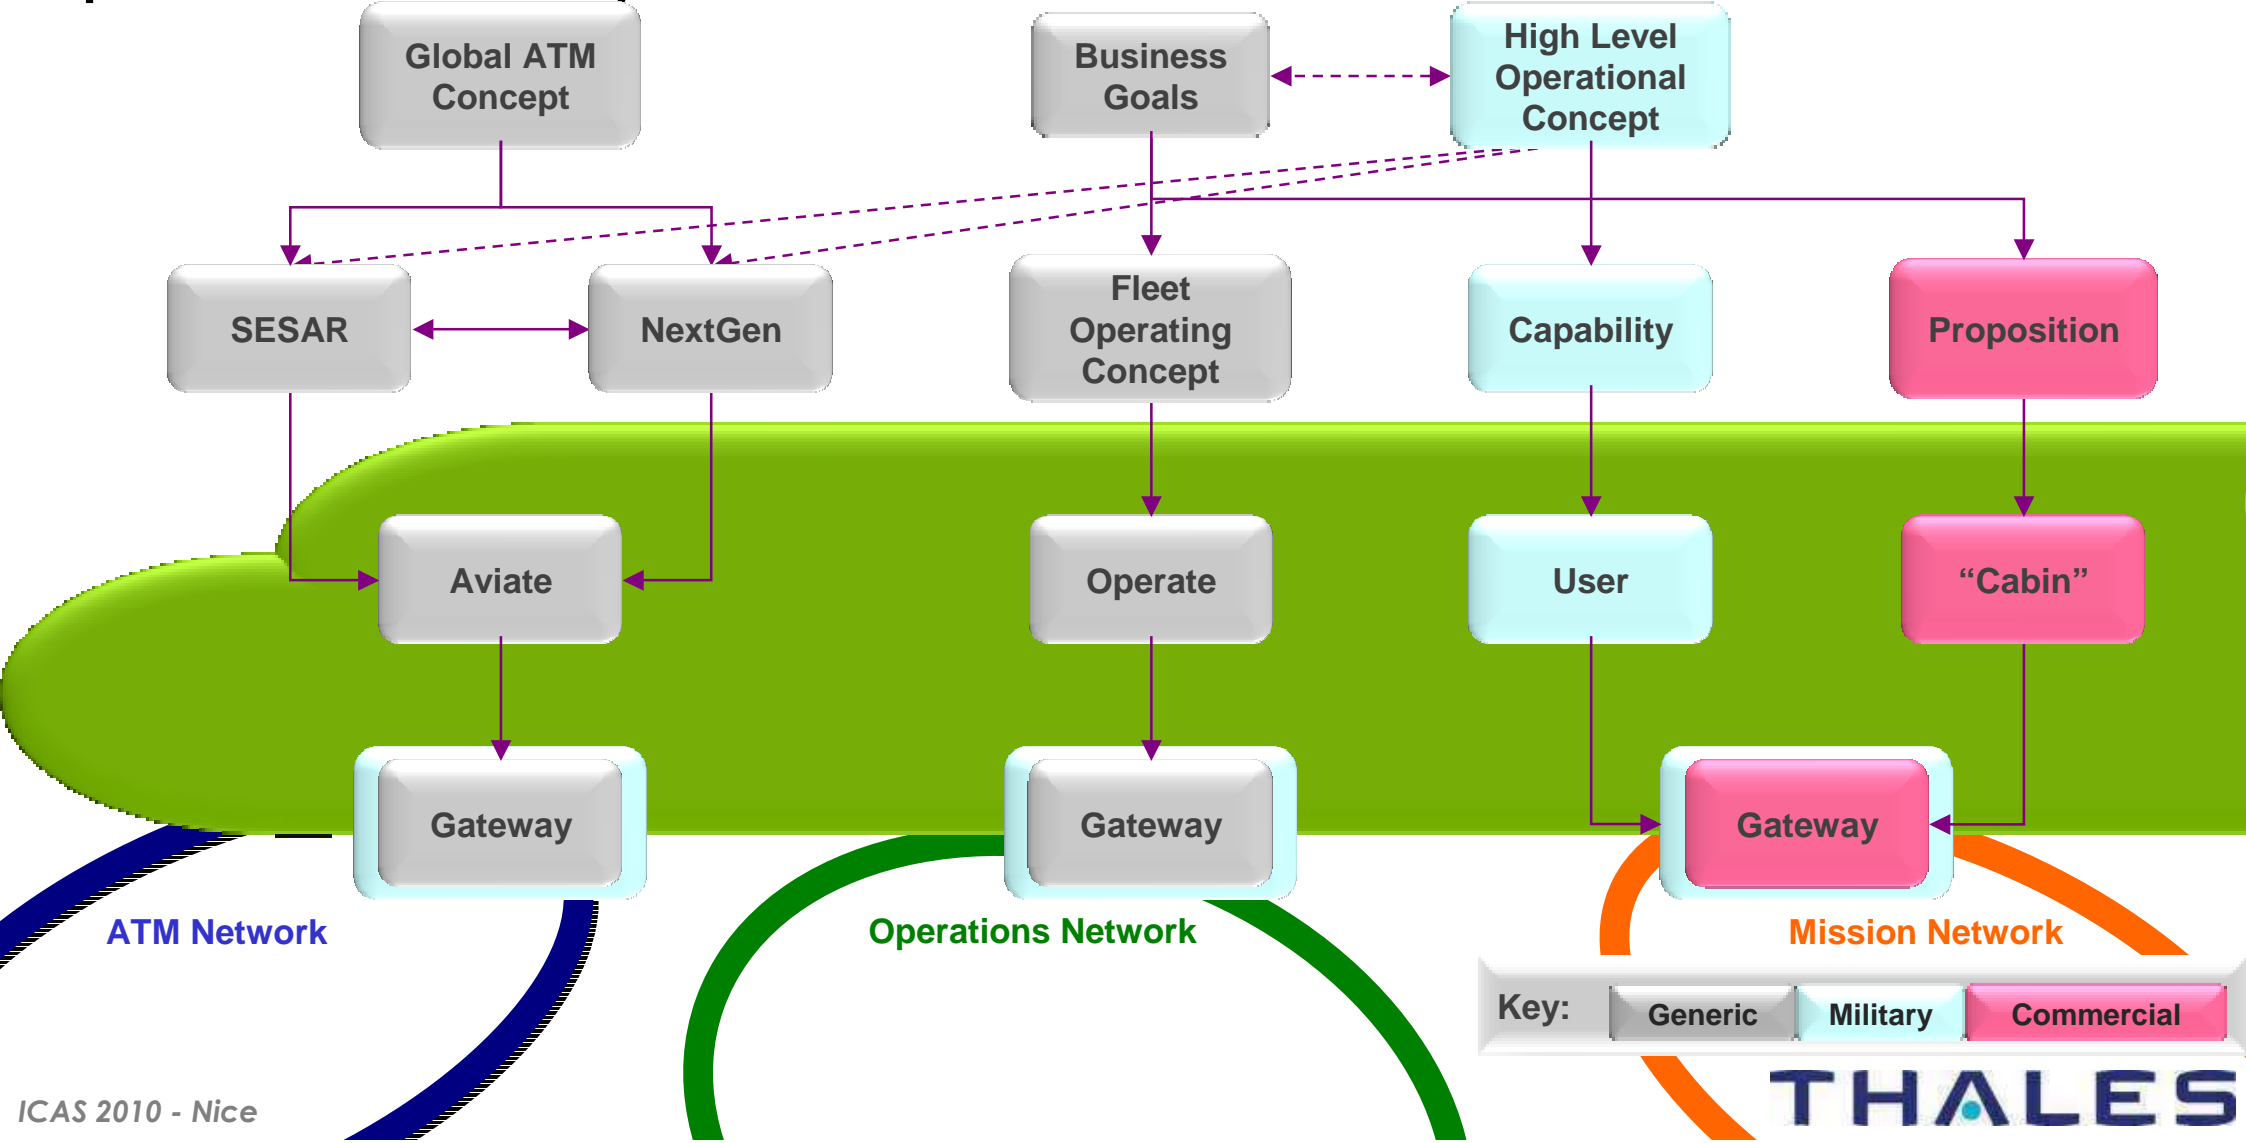 Global ATM
Concept
Business
Goals
High Level
Operational
Concept
SESAR
NextGen
Fleet
Operating
Concept
Capability
Proposition
Aviate
Operate
User
“Cabin”
Gateway
Gateway
Gateway
ATM Network
Operations Network
Mission Network
Key:
Generic
Military
Commercial
ICAS 2010 - Nice
THALES